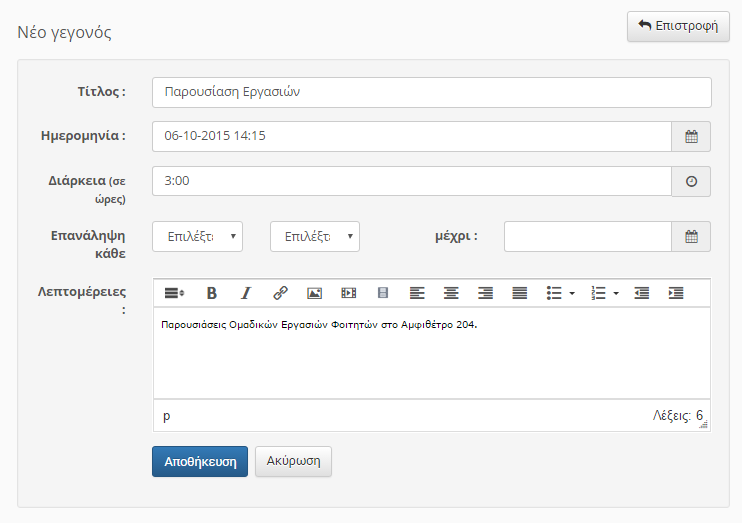 Νέο γεγονός
Επιστροφή
Τίτλος :
Παρουσίαση Εργασιών
Ημερομηνία :
06-10-2015 14:15
Διάρκεια (σε
ώρες)
3:00
Επανάληψη
κάθε
Επιλέξτε
Επιλέξτε
μέχρι :
Λεπτομέρειες
:
B I
Παρουσιάσεις Ομαδικών Εργασιών Φοιτητών στο Αμφιθέτρο 204.
p
Λέξεις: 6
Αποθήκευση
Ακύρωση